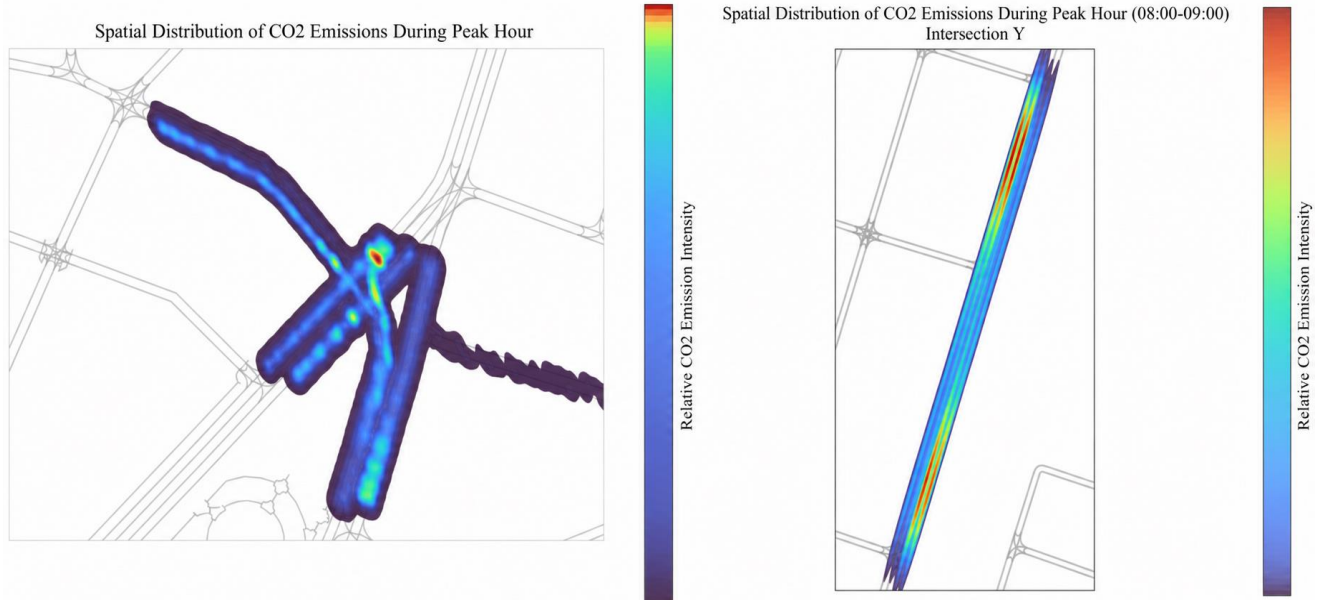 Spatial Distribution of CO2 Emissions During Peak Hour
Relative CO2 Emission Intensity
Spatial Distribution of CO2 Emissions During Peak Hour (08:00-09:00)
Intersection Y
Relative CO2 Emission Intensity